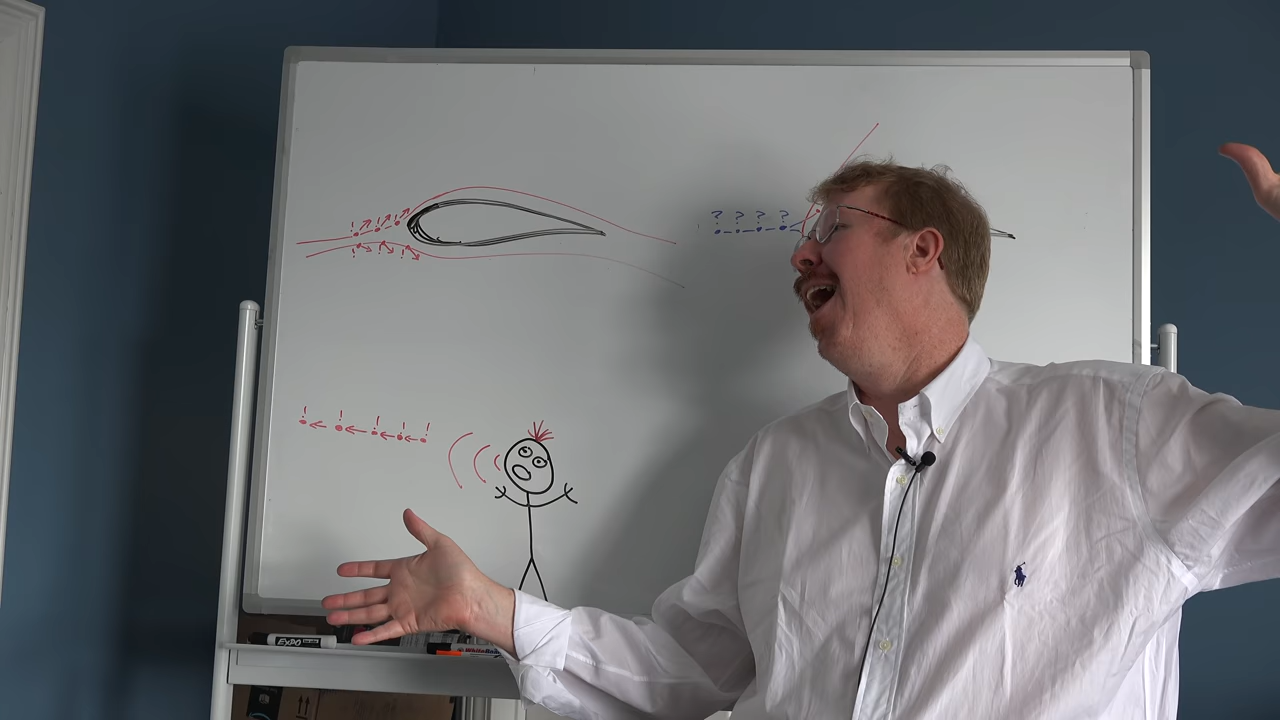 ? ? ? ?
! ! !
! ! !
! ! ! ! !
EXPO